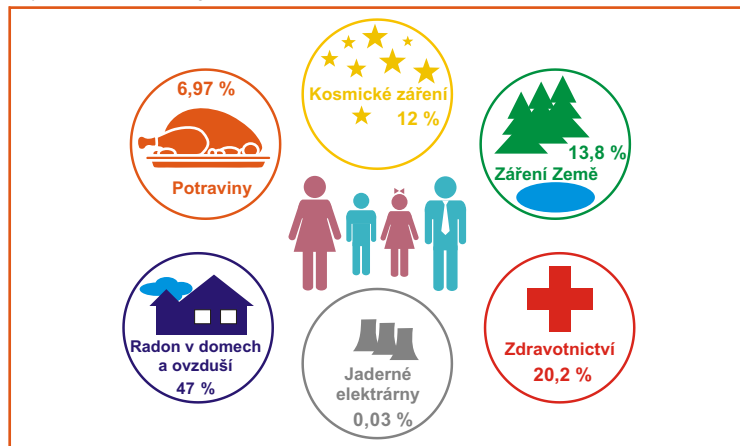 6,97 %
Potraviny
Kosmické záření
12 %
13,8 %
Záření Země
Radon v domech
a ovzduší
47 %
Jaderné
elektrárny
0,03 %
Zdravotnictví
20,2 %